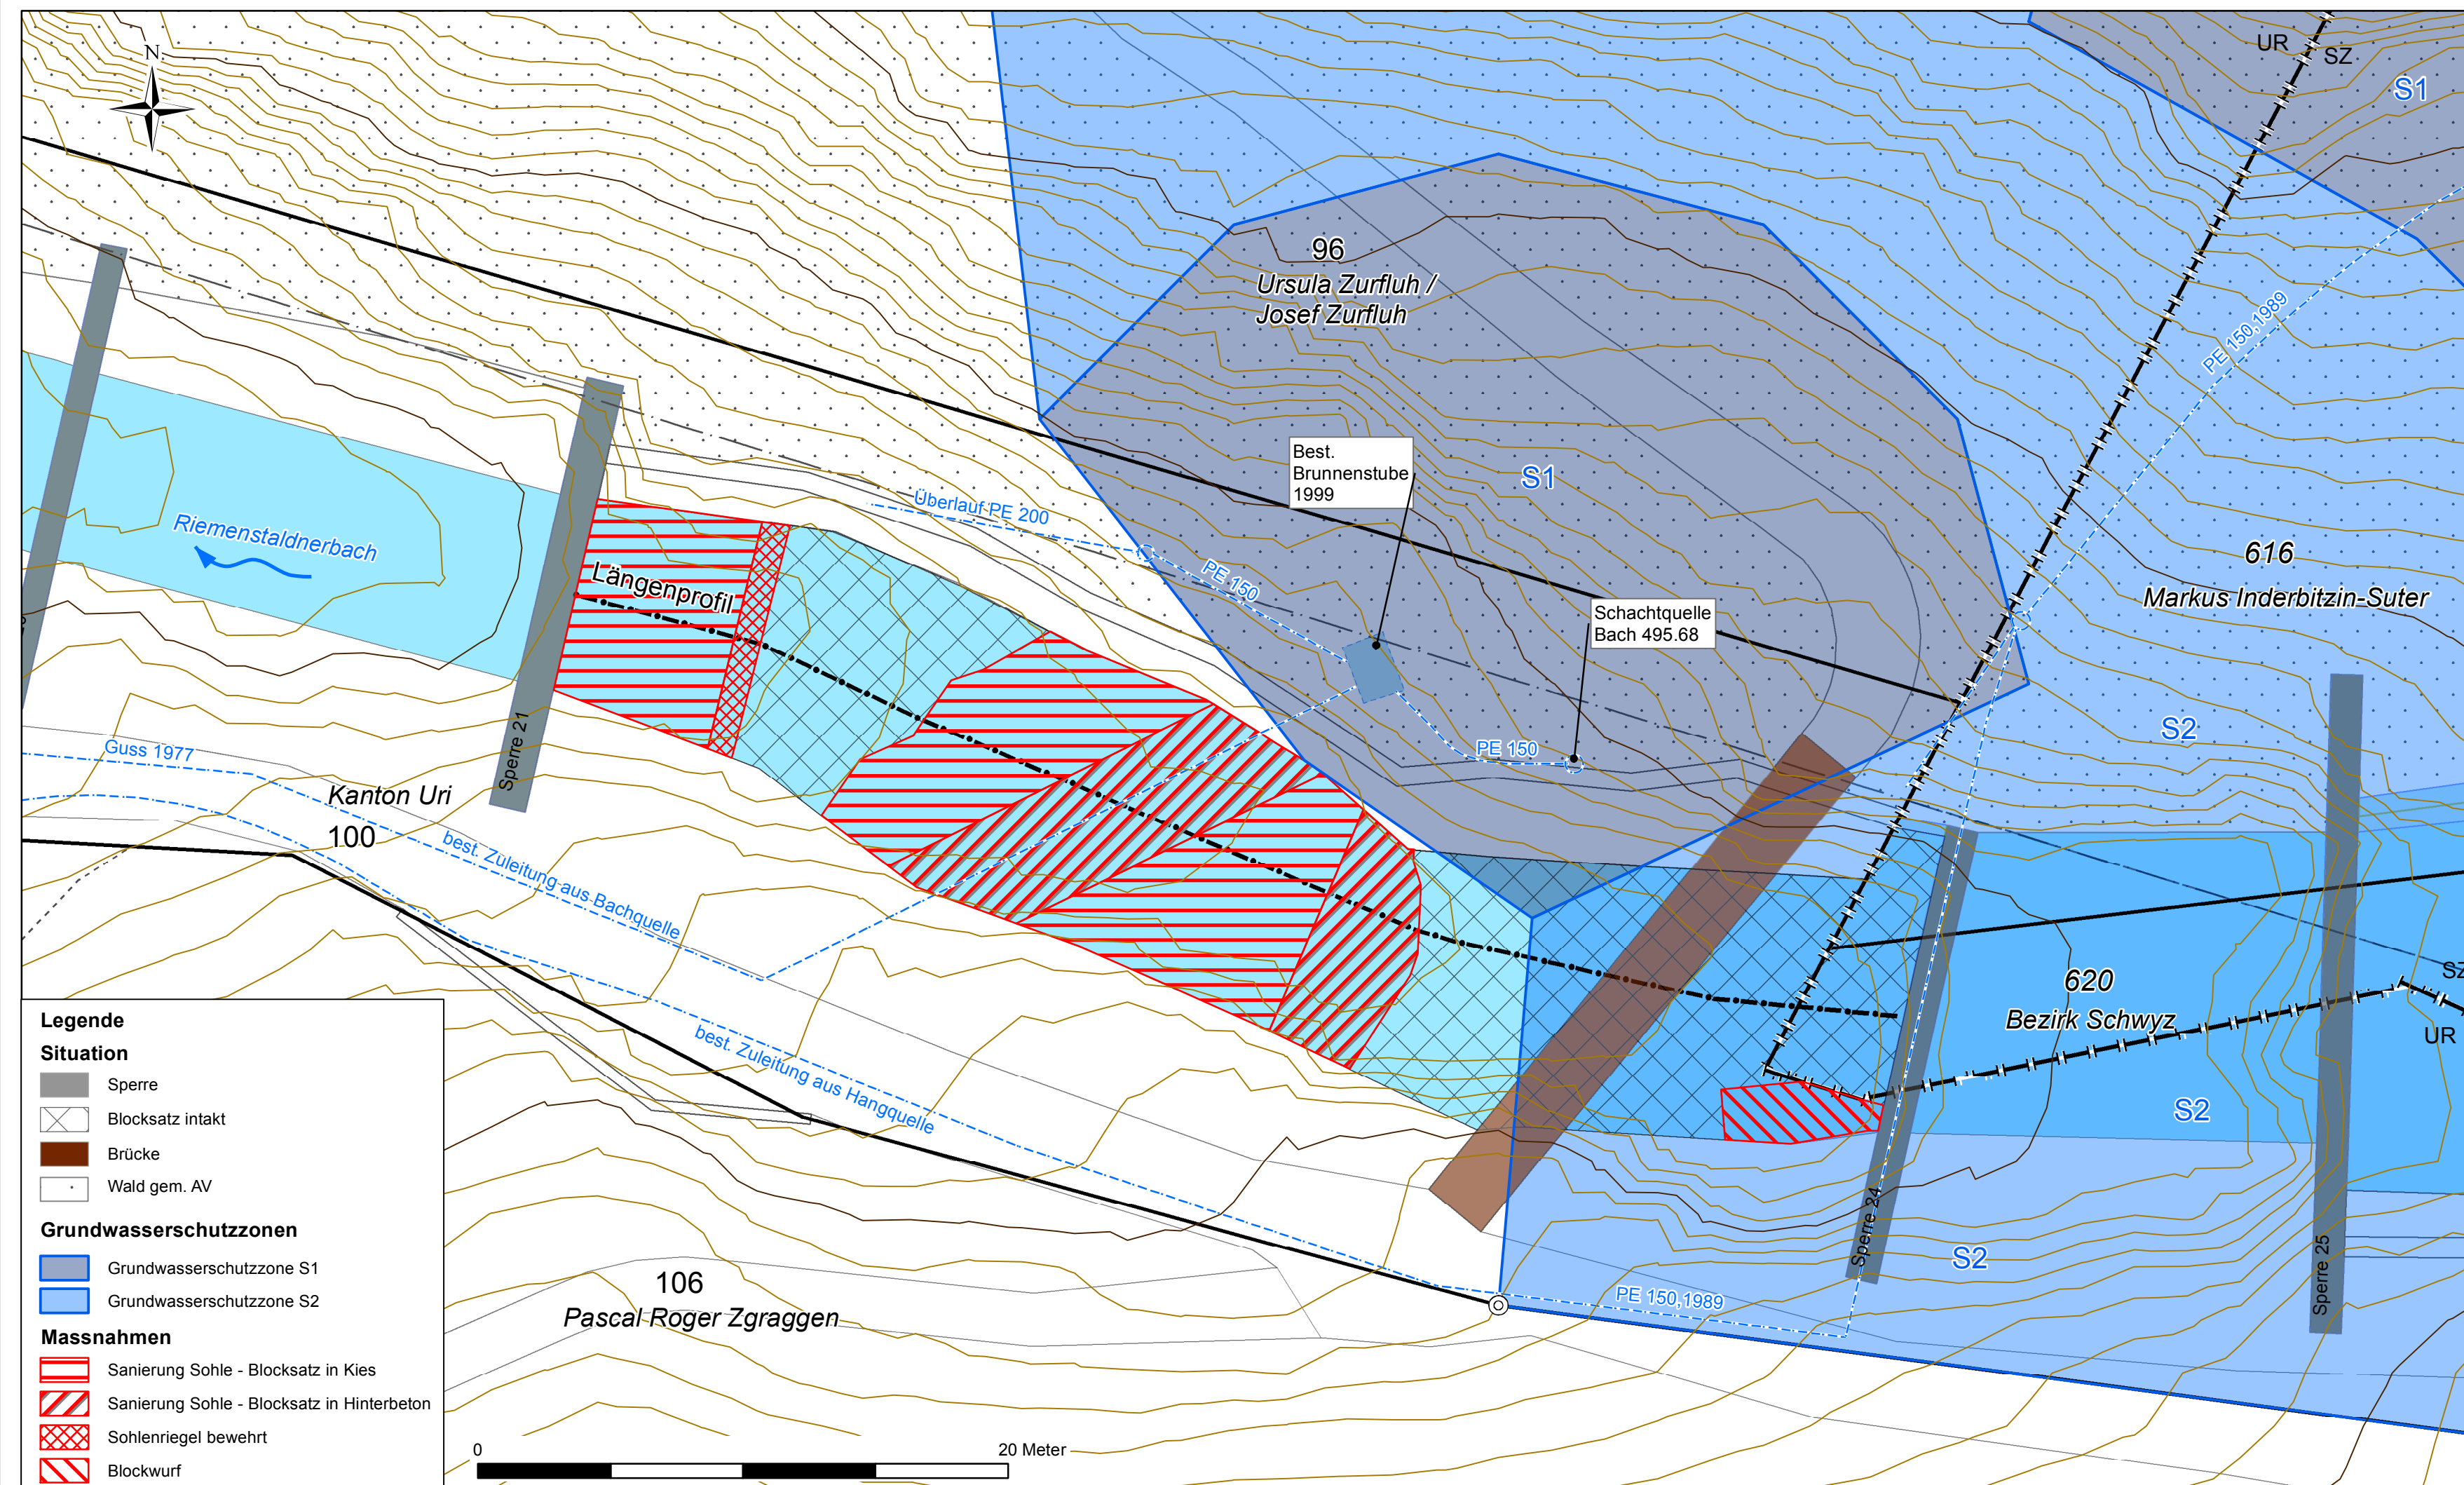 N
UR
SZ
S1
96
Ursula Zurfluh /
Josef Zurfluh
PE 150,1989
Best.
Brunnenstube
1999
S1
Überlauf PE 200
Riemenstaldnerbach
616
Markus Inderbitzin-Suter
PE 150
Längenprofil
Schachtquelle
Bach 495.68
S2
PE 150
Sperre 21
Guss 1977
Kanton Uri
100
best. Zuleitung aus Bachquelle
620
Bezirk Schwyz
SZ
UR
best. Zuleitung aus Hangquelle
S2
Sperre 24
S2
Sperre 25
106
Pascal Roger Zgraggen
PE 150,1989
Legende
Situation
Sperre
Blocksatz intakt
Brücke
Wald gem. AV
Grundwasserschutzzonen
Grundwasserschutzzone S1
Grundwasserschutzzone S2
Massnahmen
Sanierung Sohle - Blocksatz in Kies
Sanierung Sohle - Blocksatz in Hinterbeton
Sohlenriegel bewehrt
Blockwurf
0
20 Meter